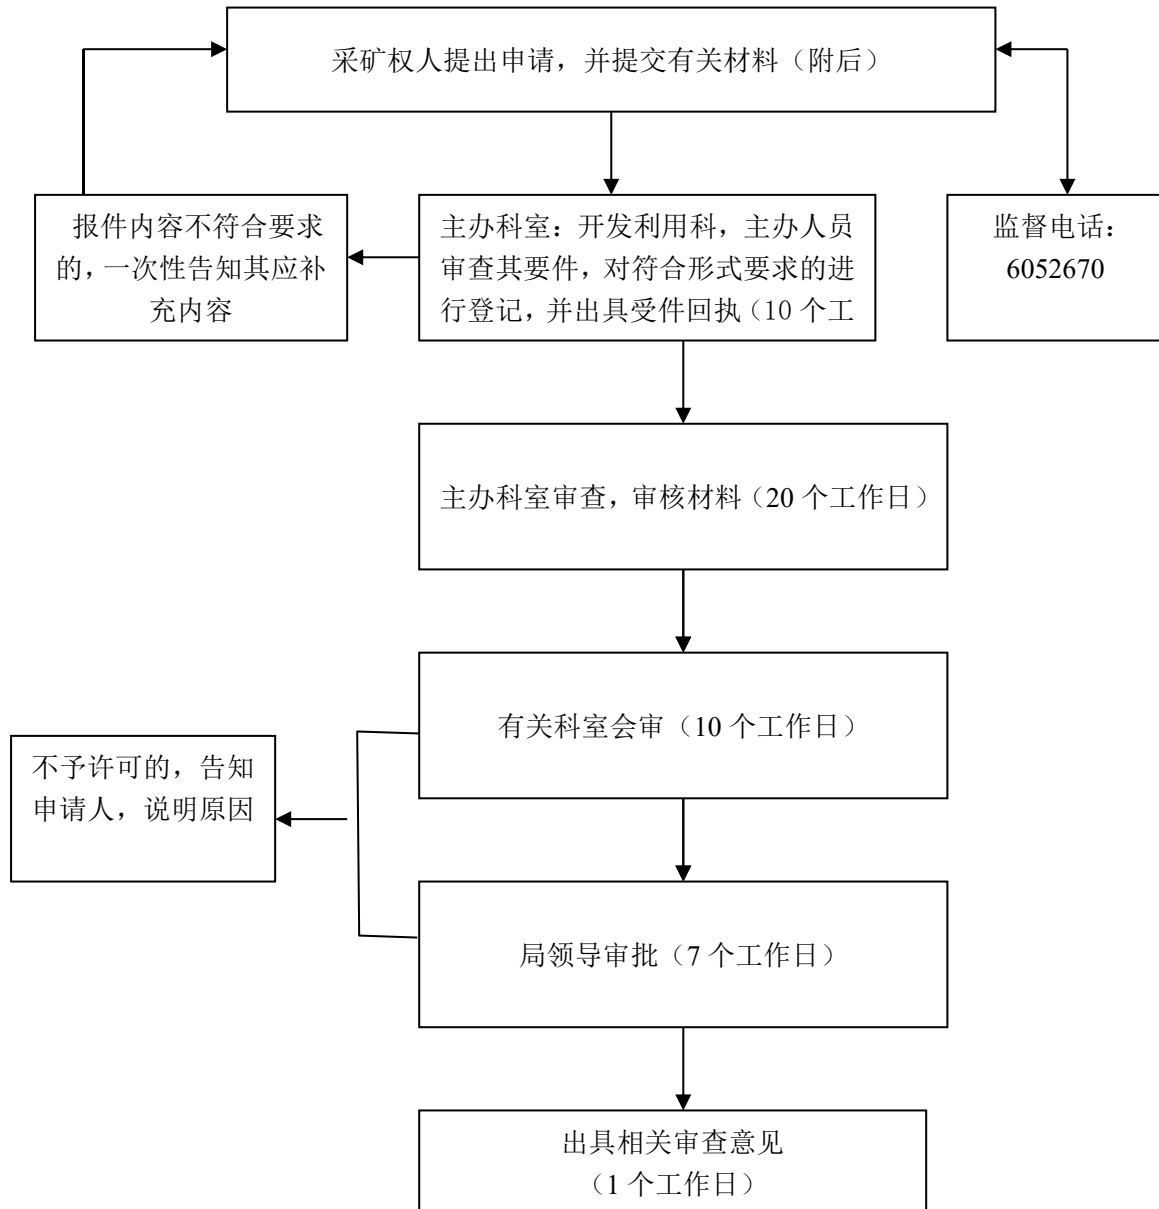 采矿权人提出申请，并提交有关材料（附后）
报件内容不符合要求
的，一次性告知其应补
充内容
主办科室：开发利用科，主办人员
审查其要件，对符合形式要求的进
行登记，并出具受件回执（10 个工
监督电话：
6052670
主办科室审查，审核材料（20 个工作日）
有关科室会审（10 个工作日）
不予许可的，告知
申请人，说明原因
局领导审批（7 个工作日）
出具相关审查意见
（1 个工作日）